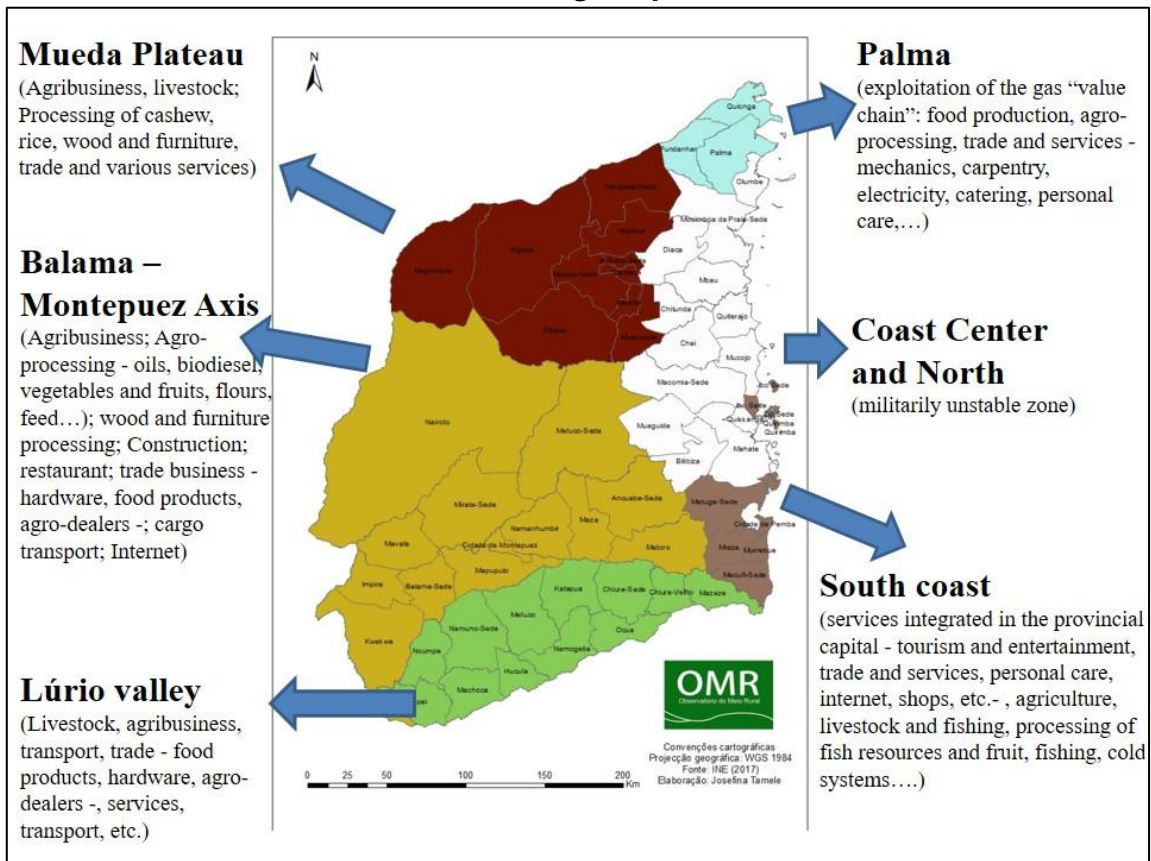 Mueda Plateau
(Agribusiness, livestock;
Processing of cashew,
rice, wood and furniture,
trade and various services)
Balama –
Montepuez Axis
(Agribusiness; Agro-
processing - oils, biodiesel,
vegetables and fruits, flours,
feed…); wood and furniture
processing; Construction;
restaurant; trade business -
hardware, food products,
agro-dealers -; cargo
transport; Internet)
Lúrio valley
(Livestock, agribusiness,
transport, trade - food
products, hardware, agro-
dealers -, services,
transport, etc.)
N
Quionga
Pundanhar
Palma
Olumbe
Mocimboa da Praia-Sede
Diaca
Mbau
Chitunda
Quiterajo
Chai
Mucojo
Macomia-Sede
Ibo Sede
Muaguide
Quissanga
Quirimba
Mahate
Bilibiza
Nairoto
Meluco-Sede
Ancuabe-Sede
Metuge-Sede
Cidade de Pemba
Mirate-Sede
Namanhumbir
Meza
Mavala
Cidade de Montepuez
Metoro
Mieze
Murrebue
Mecufi-Sede
Mapupulo
Impiri
Balama-Sede
Katapua
Chiure-Sede
Chiure-Velho
Mazeze
Kwekwe
Meluco
Namuno-Sede
Ocua
Ncumpe
Namogelia
Hucula
Machoca
0 25 50 100 150 200
Km
OMR
Observatório do Meio Rural
Convenções cartográficas
Projecção geográfica: WGS 1984
Fonte: INE (2017)
Elaboração: Josefina Tamele
Palma
(exploitation of the gas “value
chain”: food production, agro-
processing, trade and services -
mechanics, carpentry,
electricity, catering, personal
care,…)
Coast Center
and North
(militarily unstable zone)
South coast
(services integrated in the provincial
capital - tourism and entertainment,
trade and services, personal care,
internet, shops, etc.- , agriculture,
livestock and fishing, processing of
fish resources and fruit, fishing, cold
systems….)